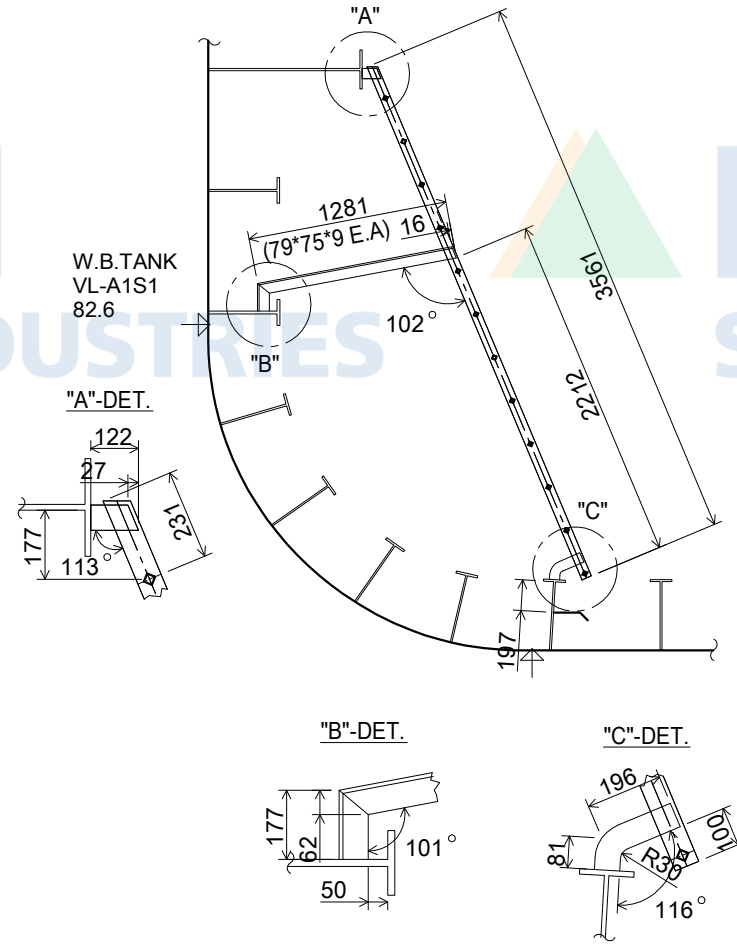 "A"
1281
(79*75*9 E.A)
16
3561
W.B.TANK
VL-A1S1
82.6
102°
"B"
2212
DUSTRIES
S
"A"-DET.
122
27
231
177
113°
"C"
197
"B"-DET.
177
62
101°
50
"C"-DET.
196
100
81
R30
116°